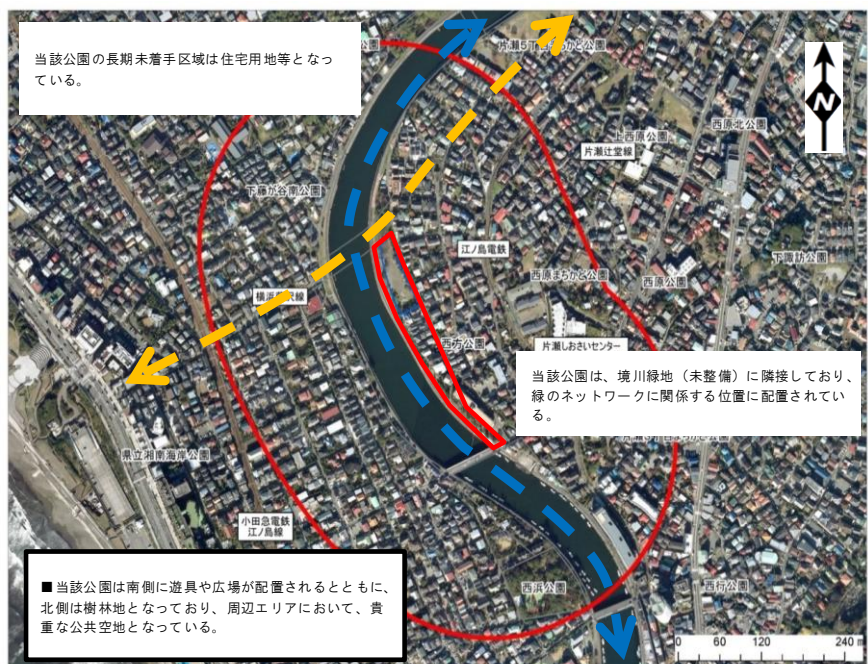 当該公園の長期未着手区域は住宅用地等となっ
ている。
公園
片瀬5丁目まちかど公園
N
上西原公園
西原北公園
片瀬辻堂線
下藤が谷南公園
江ノ島電鉄
下諏訪公園
西原まちかど公園
西原公園
横浜藤沢線
西方公園
片瀬しおさいセンター
当該公園は、境川緑地(未整備)に隣接しており、
緑のネットワークに関係する位置に配置されてい
る。
県立湘南海岸公園
小田急電鉄
江ノ島線
■当該公園は南側に遊具や広場が配置されるとともに、
北側は樹林地となっており、周辺エリアにおいて、貴
重な公共空地となっている。
西浜公園
西行公園
0 60 120 240 m